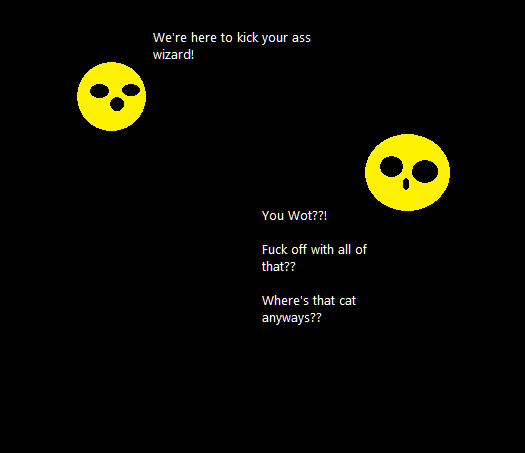 We're here to kick your ass
wizard!
You Wot??!
Fuck off with all of
that??
Where's that cat
anyways??